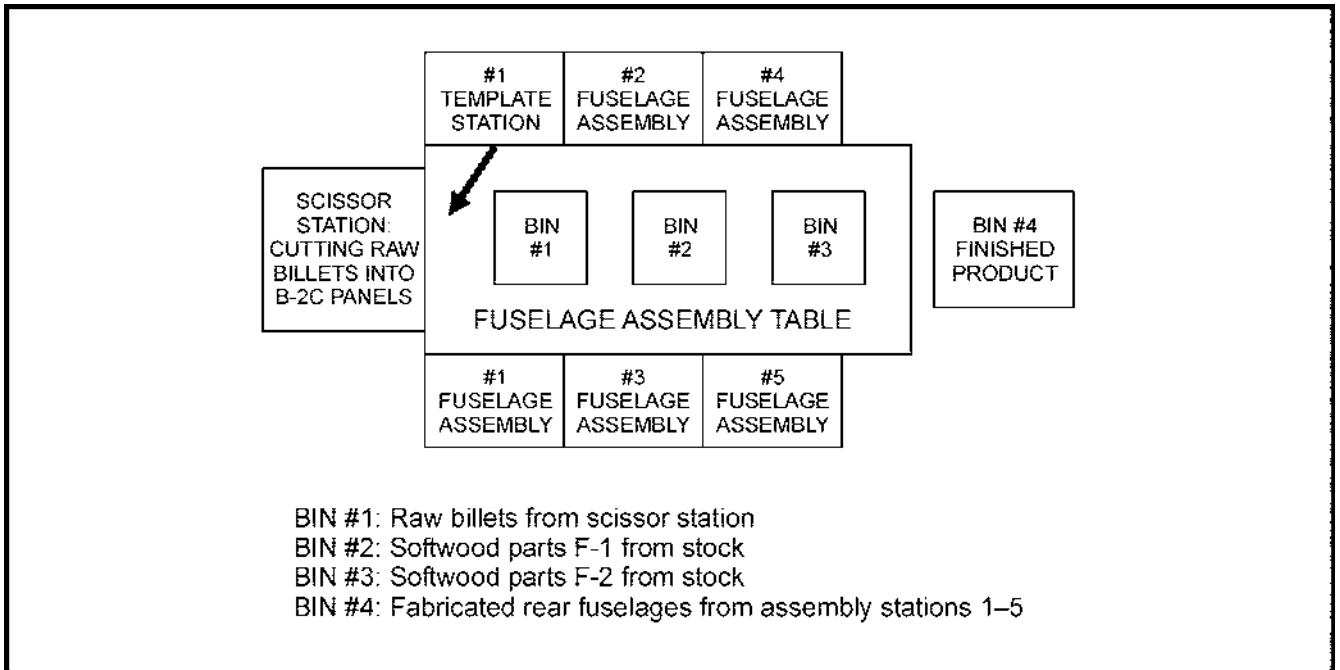 #1
TEMPLATE
STATION
#2
FUSELAGE
ASSEMBLY
#4
FUSELAGE
ASSEMBLY
SCISSOR
STATION:
CUTTING RAW
BILLETS INTO
B-2C PANELS
BIN
#1
BIN
#2
BIN
#3
BIN #4
FINISHED
PRODUCT
FUSELAGE ASSEMBLY TABLE
#1
FUSELAGE
ASSEMBLY
#3
FUSELAGE
ASSEMBLY
#5
FUSELAGE
ASSEMBLY
BIN #1: Raw billets from scissor station
BIN #2: Softwood parts F-1 from stock
BIN #3: Softwood parts F-2 from stock
BIN #4: Fabricated rear fuselages from assembly stations 1–5